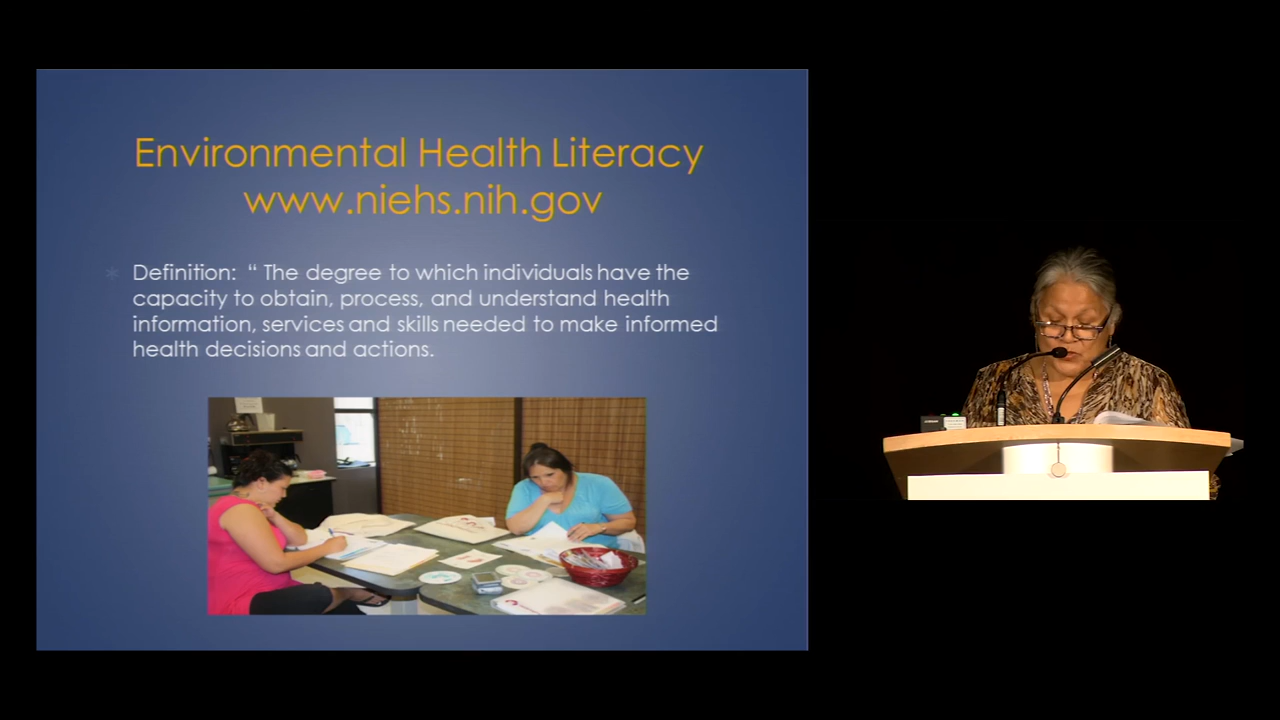 Environmental Health Literacy
www.niehs.nih.gov
* Definition: “ The degree to which individuals have the
capacity to obtain, process, and understand health
information, services and skills needed to make informed
health decisions and actions.